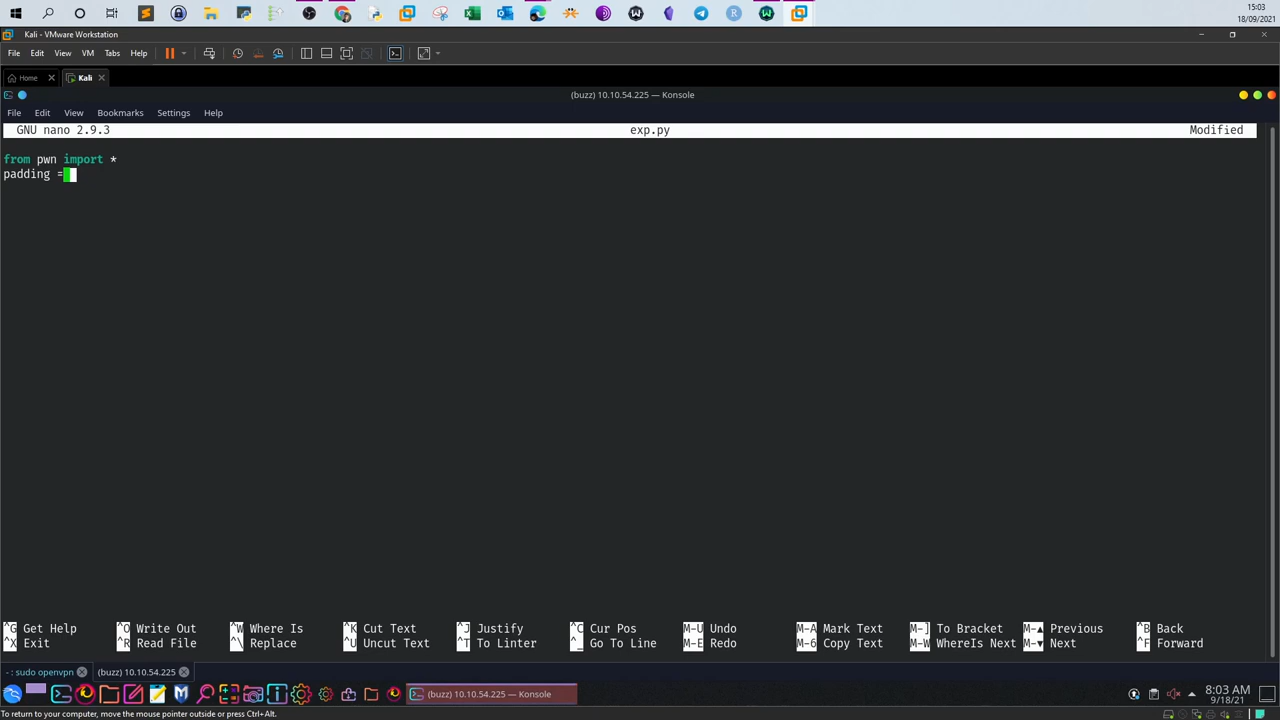 15:03
18/09/2021
Kali - VMware Workstation
File Edit View VM Tabs Help
Home Kali
(buzz) 10.10.54.225 — Konsole
File Edit View Bookmarks Settings Help
GNU nano 2.9.3 exp.py Modified
from pwn import *
padding =
^G Get Help ^O Write Out ^W Where Is ^K Cut Text ^J Justify ^C Cur Pos M-U Undo M-A Mark Text M-] To Bracket M-▲ Previous ^B Back
^X Exit ^R Read File ^\ Replace ^U Uncut Text ^T To Linter ^_ Go To Line M-E Redo M-6 Copy Text M-W WhereIs Next M-▼ Next ^F Forward
- : sudo openvpn (buzz) 10.10.54.225
(buzz) 10.10.54.225 — Konsole
8:03 AM
9/18/21
To return to your computer, move the mouse pointer outside or press Ctrl+Alt.